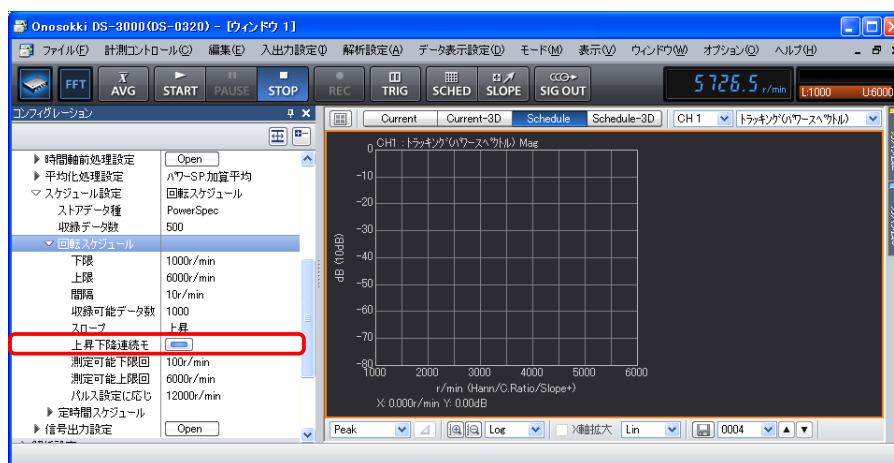 Onosokki DS-3000(DS-0320) - [ウィンドウ 1]
ファイル(F) 計測コントロール(C) 編集(E) 入出力設定(I) 解析設定(A) データ表示設定(D) モード(M) 表示(V) ウィンドウ(W) オプション(O) ヘルプ(H)
FFT X AVG START PAUSE STOP REC TRIG SCHED SLOPE SIG OUT 5726.5 r/min L:1000 U:6000
コンフィグレーション
Current Current-3D Schedule Schedule-3D CH 1 トラッキング(パワースペクトル)
時間軸前処理設定 Open
平均化処理設定 パワーSP.加算平均
スケジュール設定 回転スケジュール
ストアデータ種 PowerSpec
収録データ数 500
回転スケジュール
下限 1000r/min
上限 6000r/min
間隔 10r/min
収録可能データ数 1000
スロープ 上昇
上昇下降連続モ
測定可能下限回 100r/min
測定可能上限回 6000r/min
パルス設定に応じ 12000r/min
定時間スケジュール
信号出力設定 Open
CH1 : トラッキング(パワースペクトル) Mag
0
-10
-20
-30
-40
-50
-60
-70
-80
dB (10dB)
1000 2000 3000 4000 5000 6000
r/min (Hann/C.Ratio/Slope+)
X: 0.000r/min Y: 0.00dB
Peak Log X軸拡大 Lin 0004